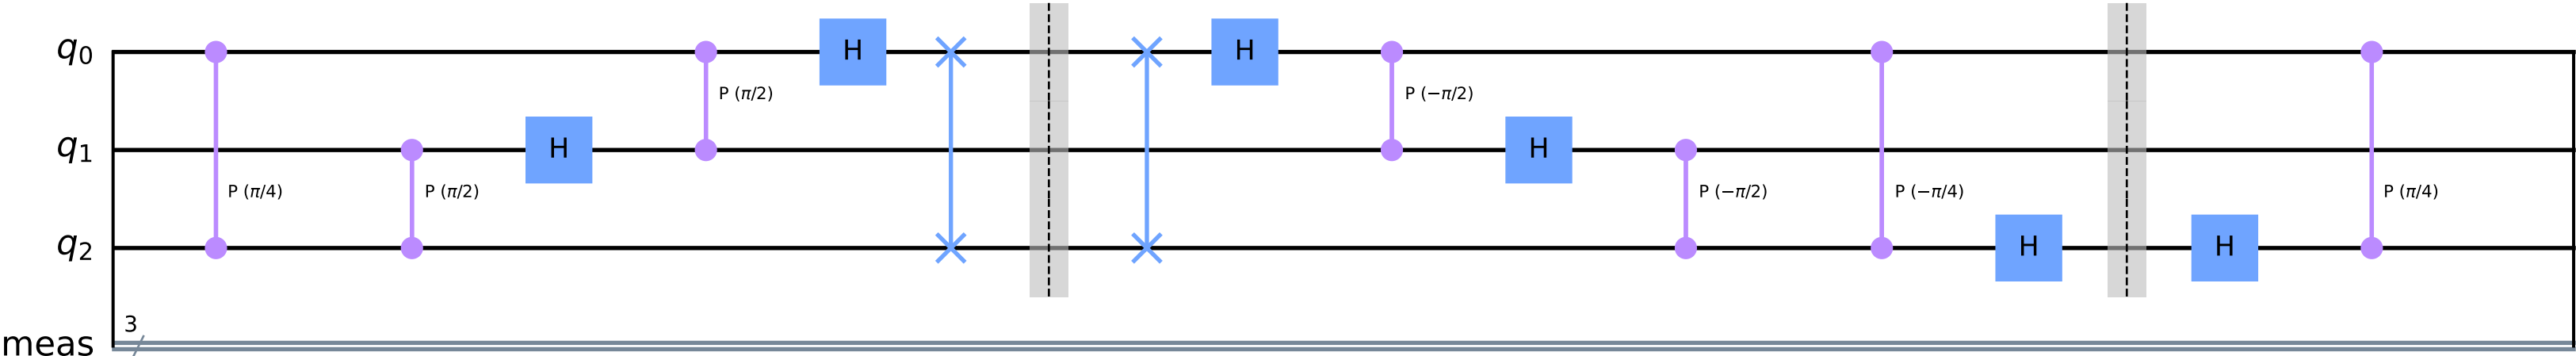 q0 H H
P (π/2) P (−π/2)
q1 H H
P (π/4) P (π/2) P (−π/2) P (−π/4) P (π/4)
q2 H H
3
meas